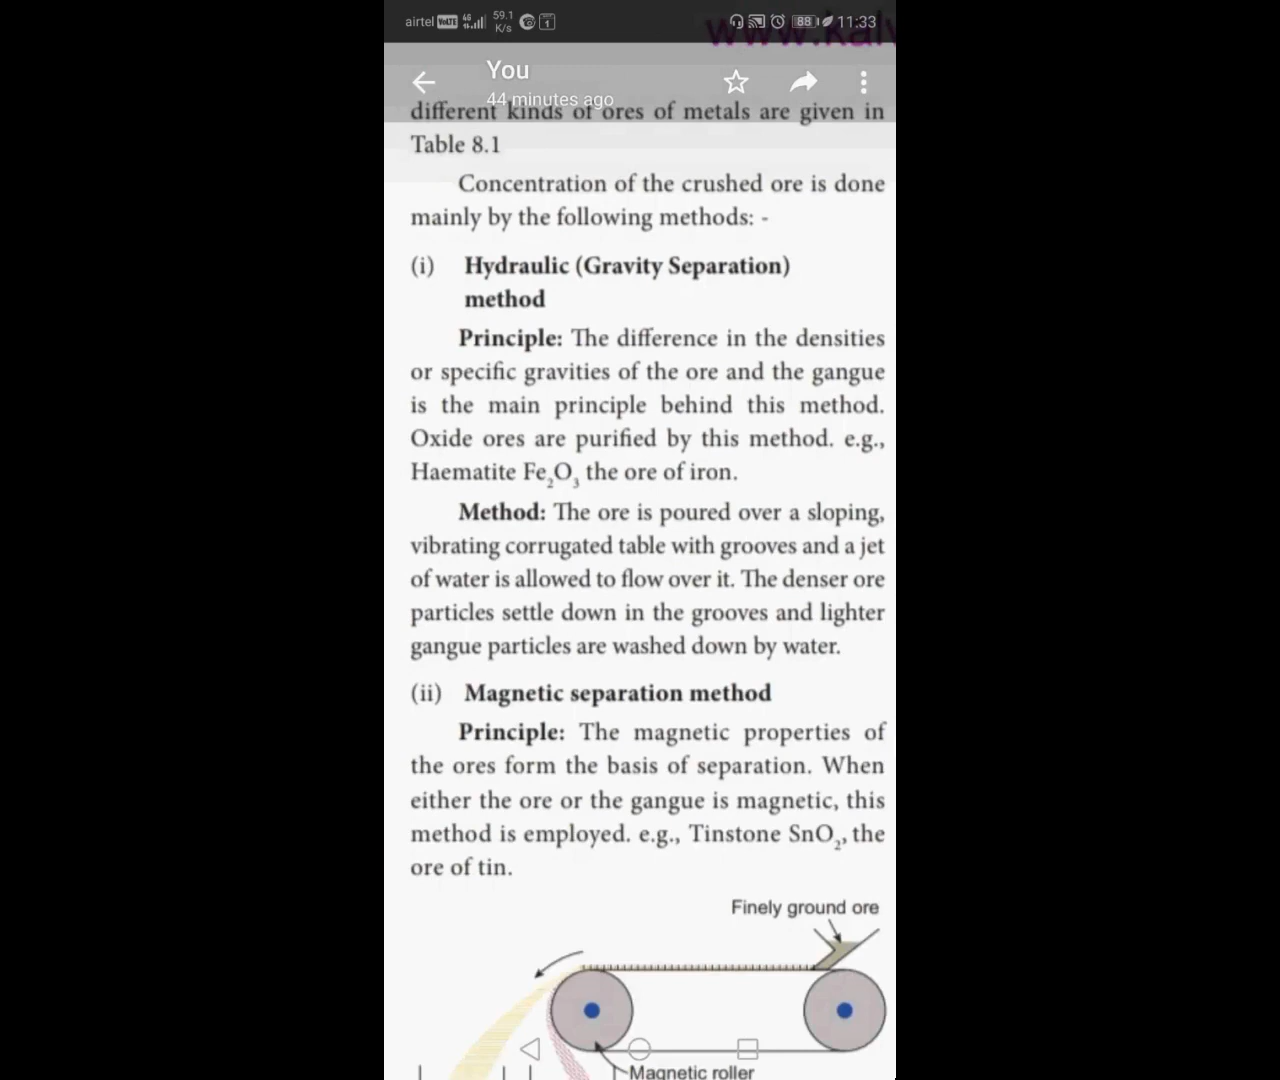 airtel VoLTE 4G 59.1 K/s 1 88 11:33
www.kalv
You
44 minutes ago
different kinds of ores of metals are given in
Table 8.1
Concentration of the crushed ore is done
mainly by the following methods: -
(i) Hydraulic (Gravity Separation)
method
Principle: The difference in the densities
or specific gravities of the ore and the gangue
is the main principle behind this method.
Oxide ores are purified by this method. e.g.,
Haematite Fe₂O₃ the ore of iron.
Method: The ore is poured over a sloping,
vibrating corrugated table with grooves and a jet
of water is allowed to flow over it. The denser ore
particles settle down in the grooves and lighter
gangue particles are washed down by water.
(ii) Magnetic separation method
Principle: The magnetic properties of
the ores form the basis of separation. When
either the ore or the gangue is magnetic, this
method is employed. e.g., Tinstone SnO₂, the
ore of tin.
Finely ground ore
Magnetic roller